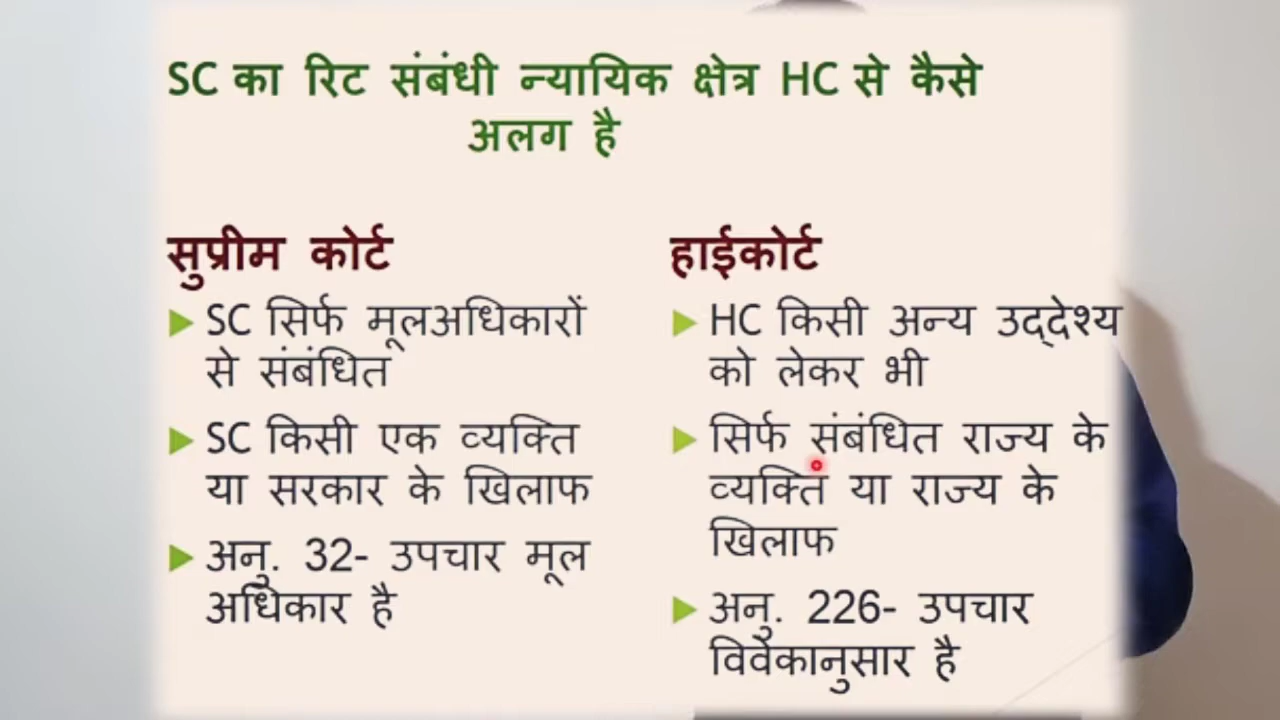 SC का रिट संबंधी न्यायिक क्षेत्र HC से कैसे
अलग है
सुप्रीम कोर्ट
SC सिर्फ मूलअधिकारों
से संबंधित
SC किसी एक व्यक्ति
या सरकार के खिलाफ
अनु. 32- उपचार मूल
अधिकार है
हाईकोर्ट
HC किसी अन्य उद्देश्य
को लेकर भी
सिर्फ संबंधित राज्य के
व्यक्ति या राज्य के
खिलाफ
अनु. 226- उपचार
विवेकानुसार है